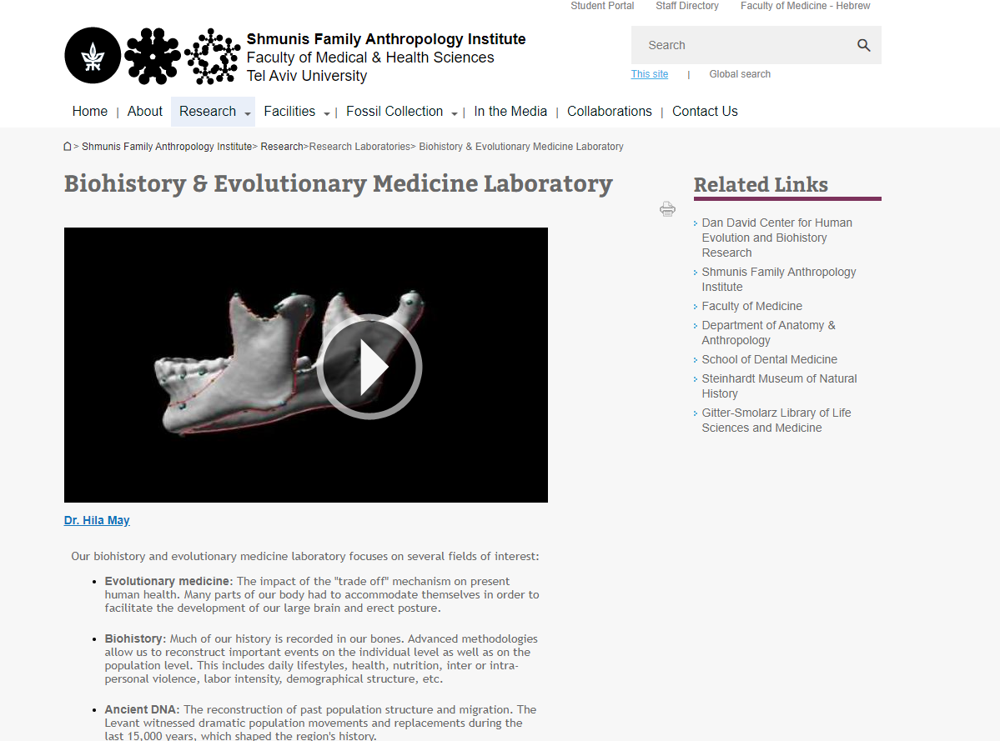 Student Portal Staff Directory Faculty of Medicine - Hebrew
Shmunis Family Anthropology Institute
Faculty of Medical & Health Sciences
Tel Aviv University
Search
This site | Global search
Home | About Research Facilities | Fossil Collection | In the Media | Collaborations | Contact Us
> Shmunis Family Anthropology Institute> Research>Research Laboratories> Biohistory & Evolutionary Medicine Laboratory
Biohistory & Evolutionary Medicine Laboratory
Dr. Hila May
Our biohistory and evolutionary medicine laboratory focuses on several fields of interest:
• Evolutionary medicine: The impact of the "trade off" mechanism on present
human health. Many parts of our body had to accommodate themselves in order to
facilitate the development of our large brain and erect posture.
• Biohistory: Much of our history is recorded in our bones. Advanced methodologies
allow us to reconstruct important events on the individual level as well as on the
population level. This includes daily lifestyles, health, nutrition, inter or intra-
personal violence, labor intensity, demographical structure, etc.
• Ancient DNA: The reconstruction of past population structure and migration. The
Levant witnessed dramatic population movements and replacements during the
last 15,000 years, which shaped the region's history.
Related Links
Dan David Center for Human
Evolution and Biohistory
Research
Shmunis Family Anthropology
Institute
Faculty of Medicine
Department of Anatomy &
Anthropology
School of Dental Medicine
Steinhardt Museum of Natural
History
Gitter-Smolarz Library of Life
Sciences and Medicine